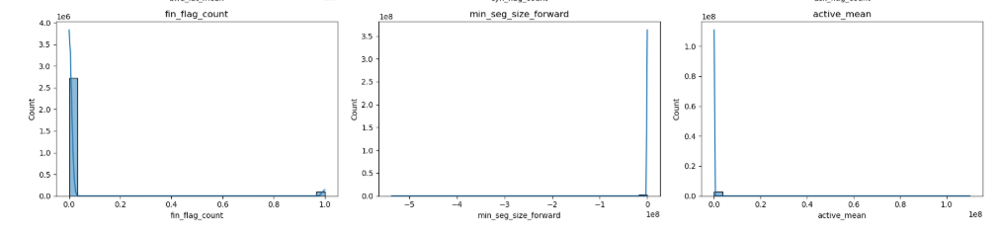 fin_flag_count
min_seg_size_forward
active_mean
1e6
1e8
1e8
4.0
3.5
3.0
2.5
2.0
1.5
1.0
0.5
0.0
Count
0.0 0.2 0.4 0.6 0.8 1.0
fin_flag_count
3.5
3.0
2.5
2.0
1.5
1.0
0.5
0.0
Count
−5 −4 −3 −2 −1 0
1e8
min_seg_size_forward
1.0
0.8
0.6
0.4
0.2
0.0
Count
0.0 0.2 0.4 0.6 0.8 1.0
1e8
active_mean